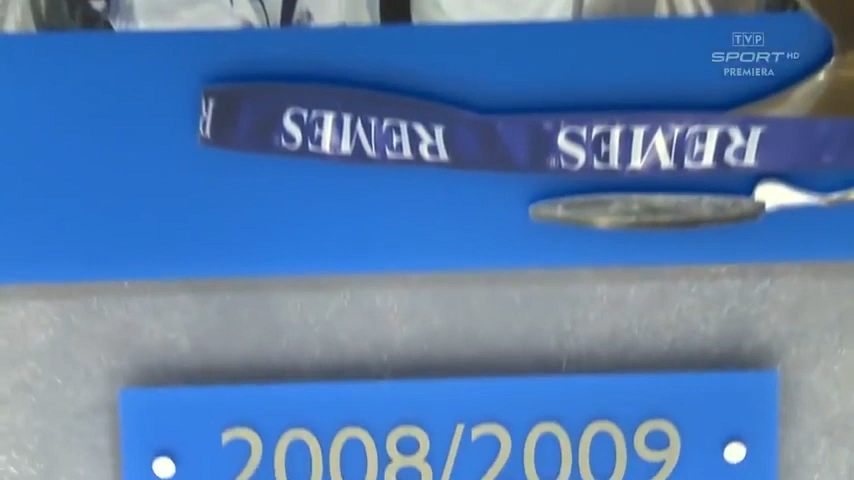 TVP
SPORT HD
PREMIERA
R REMES REMES
2008/2009